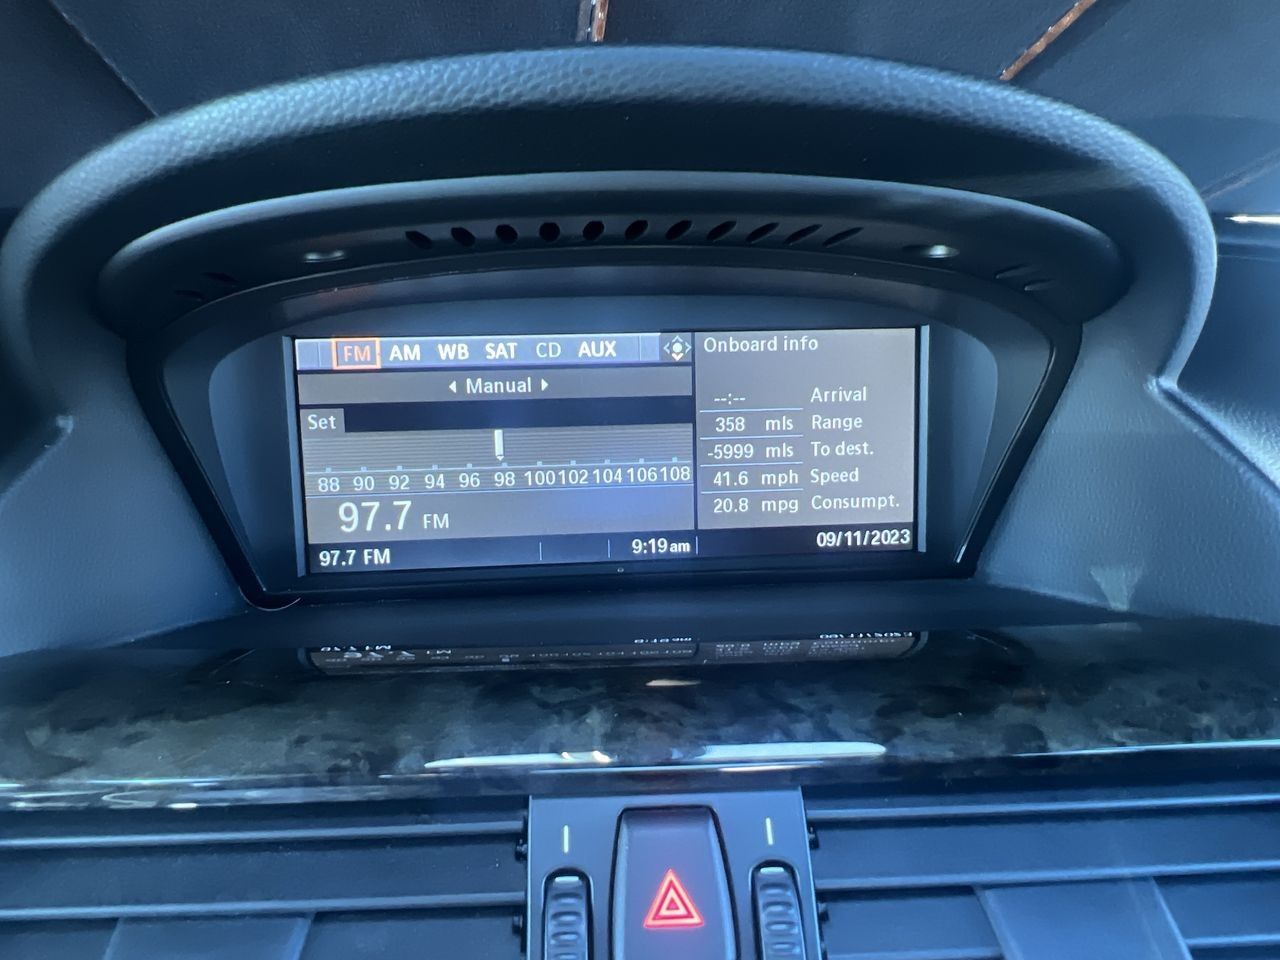 FM AM WB SAT CD AUX
Manual
Set
88 90 92 94 96 98 100 102 104 106 108
97.7 FM
97.7 FM
9:19 am
Onboard info
--:-- Arrival
358 mls Range
-5999 mls To dest.
41.6 mph Speed
20.8 mpg Consumpt.
09/11/2023